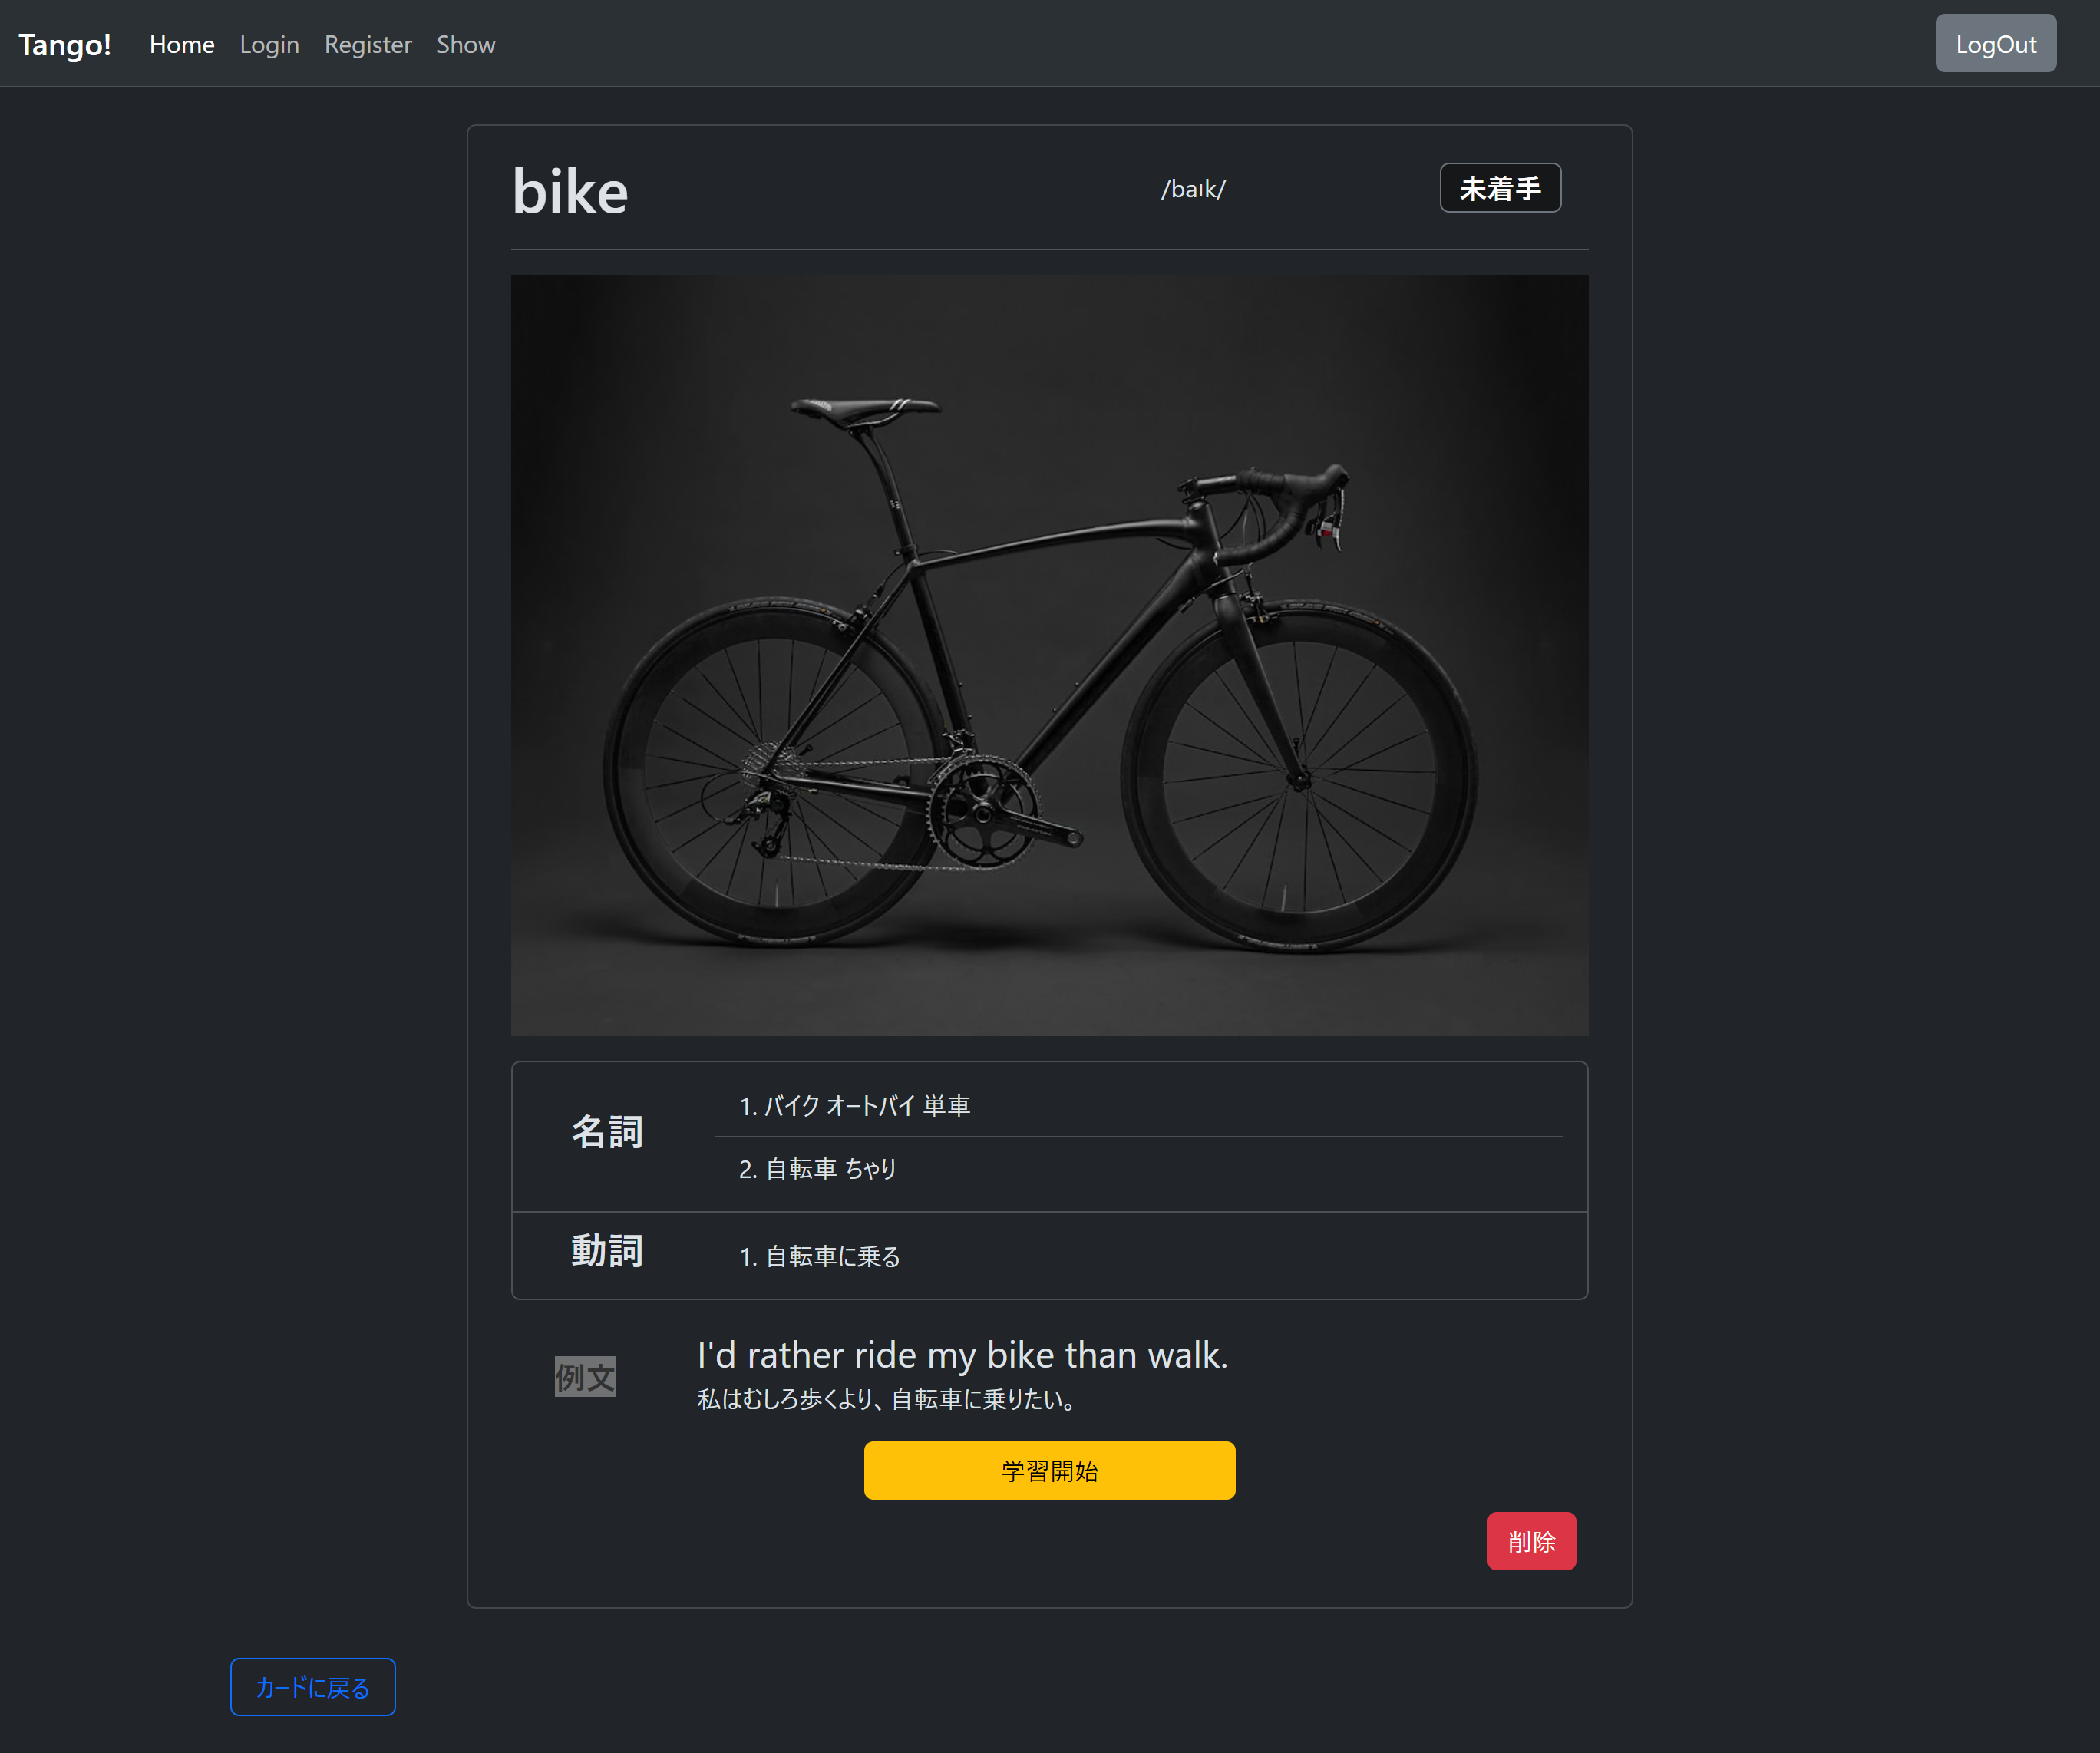 Tango! Home Login Register Show LogOut
bike /baık/ 未着手
名詞
1. バイク オートバイ 単車
2. 自転車 ちゃり
動詞
1. 自転車に乗る
例文
I'd rather ride my bike than walk.
私はむしろ歩くより、自転車に乗りたい。
学習開始
削除
カードに戻る